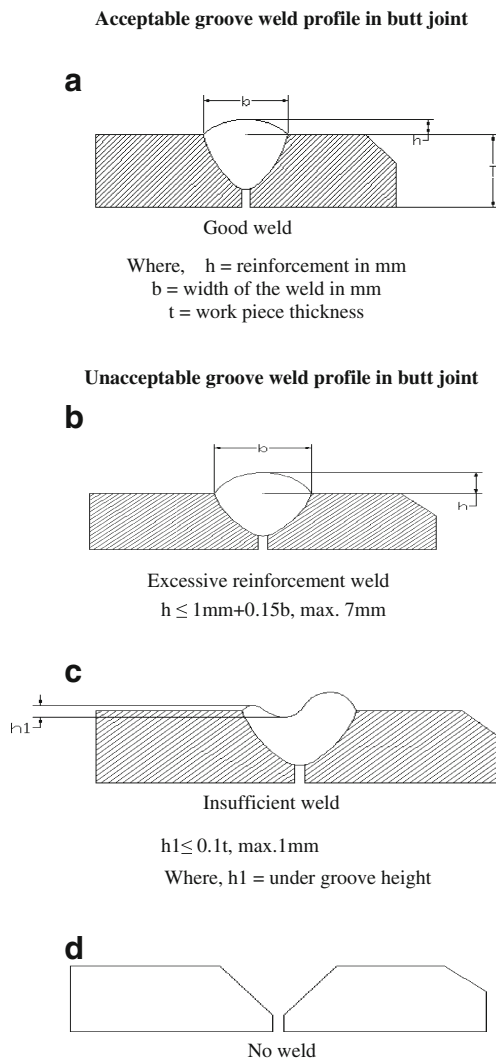 Acceptable groove weld profile in butt joint
a
b
h
T
Good weld
Where, h = reinforcement in mm
b = width of the weld in mm
t = work piece thickness
Unacceptable groove weld profile in butt joint
b
b
h
Excessive reinforcement weld
h ≤ 1mm+0.15b, max. 7mm
c
h1
Insufficient weld
h1≤ 0.1t, max.1mm
Where, h1 = under groove height
d
No weld